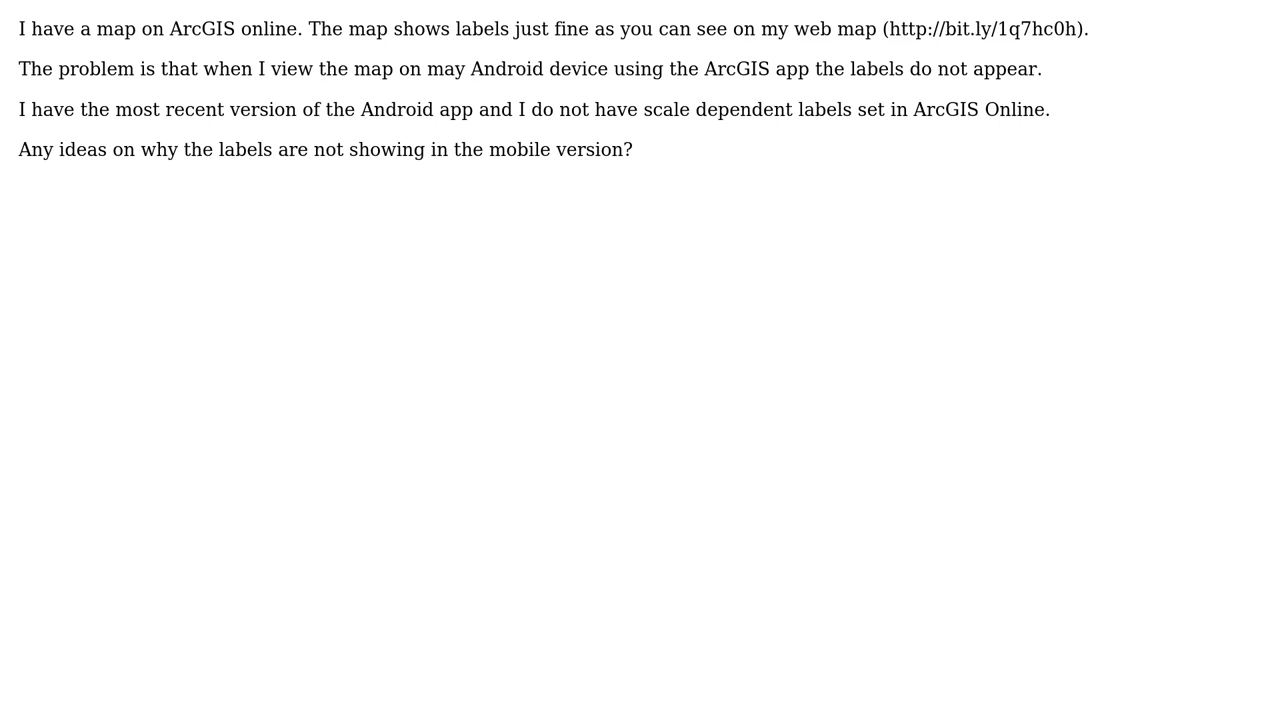 I have a map on ArcGIS online. The map shows labels just fine as you can see on my web map (http://bit.ly/1q7hc0h).
The problem is that when I view the map on may Android device using the ArcGIS app the labels do not appear.
I have the most recent version of the Android app and I do not have scale dependent labels set in ArcGIS Online.
Any ideas on why the labels are not showing in the mobile version?